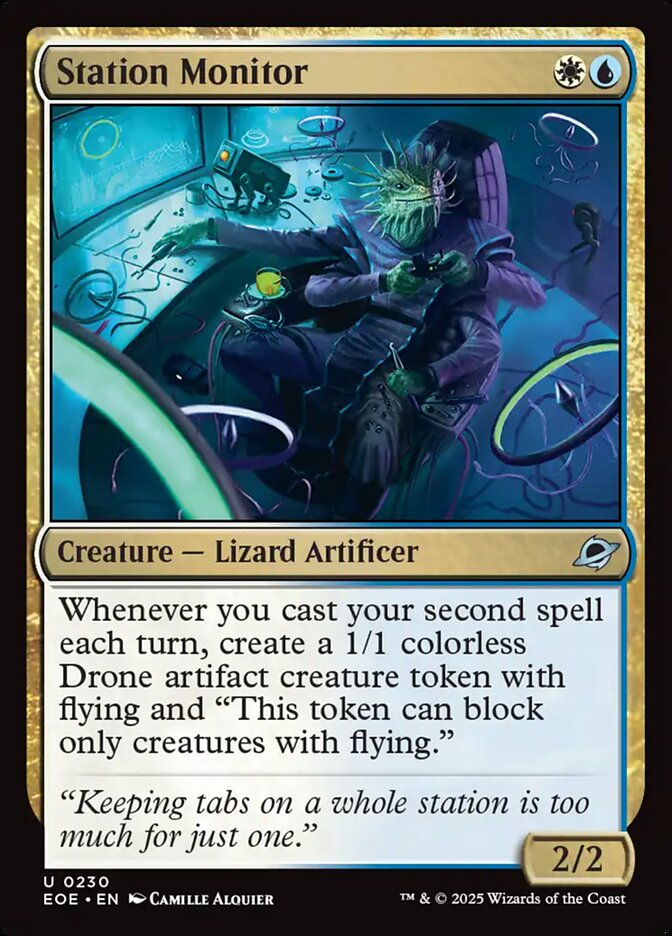 Station Monitor
Creature — Lizard Artificer
Whenever you cast your second spell
each turn, create a 1/1 colorless
Drone artifact creature token with
flying and “This token can block
only creatures with flying.”
“Keeping tabs on a whole station is too
much for just one.”
2/2
U 0230
EOE • EN Camille Alquier
™ & © 2025 Wizards of the Coast